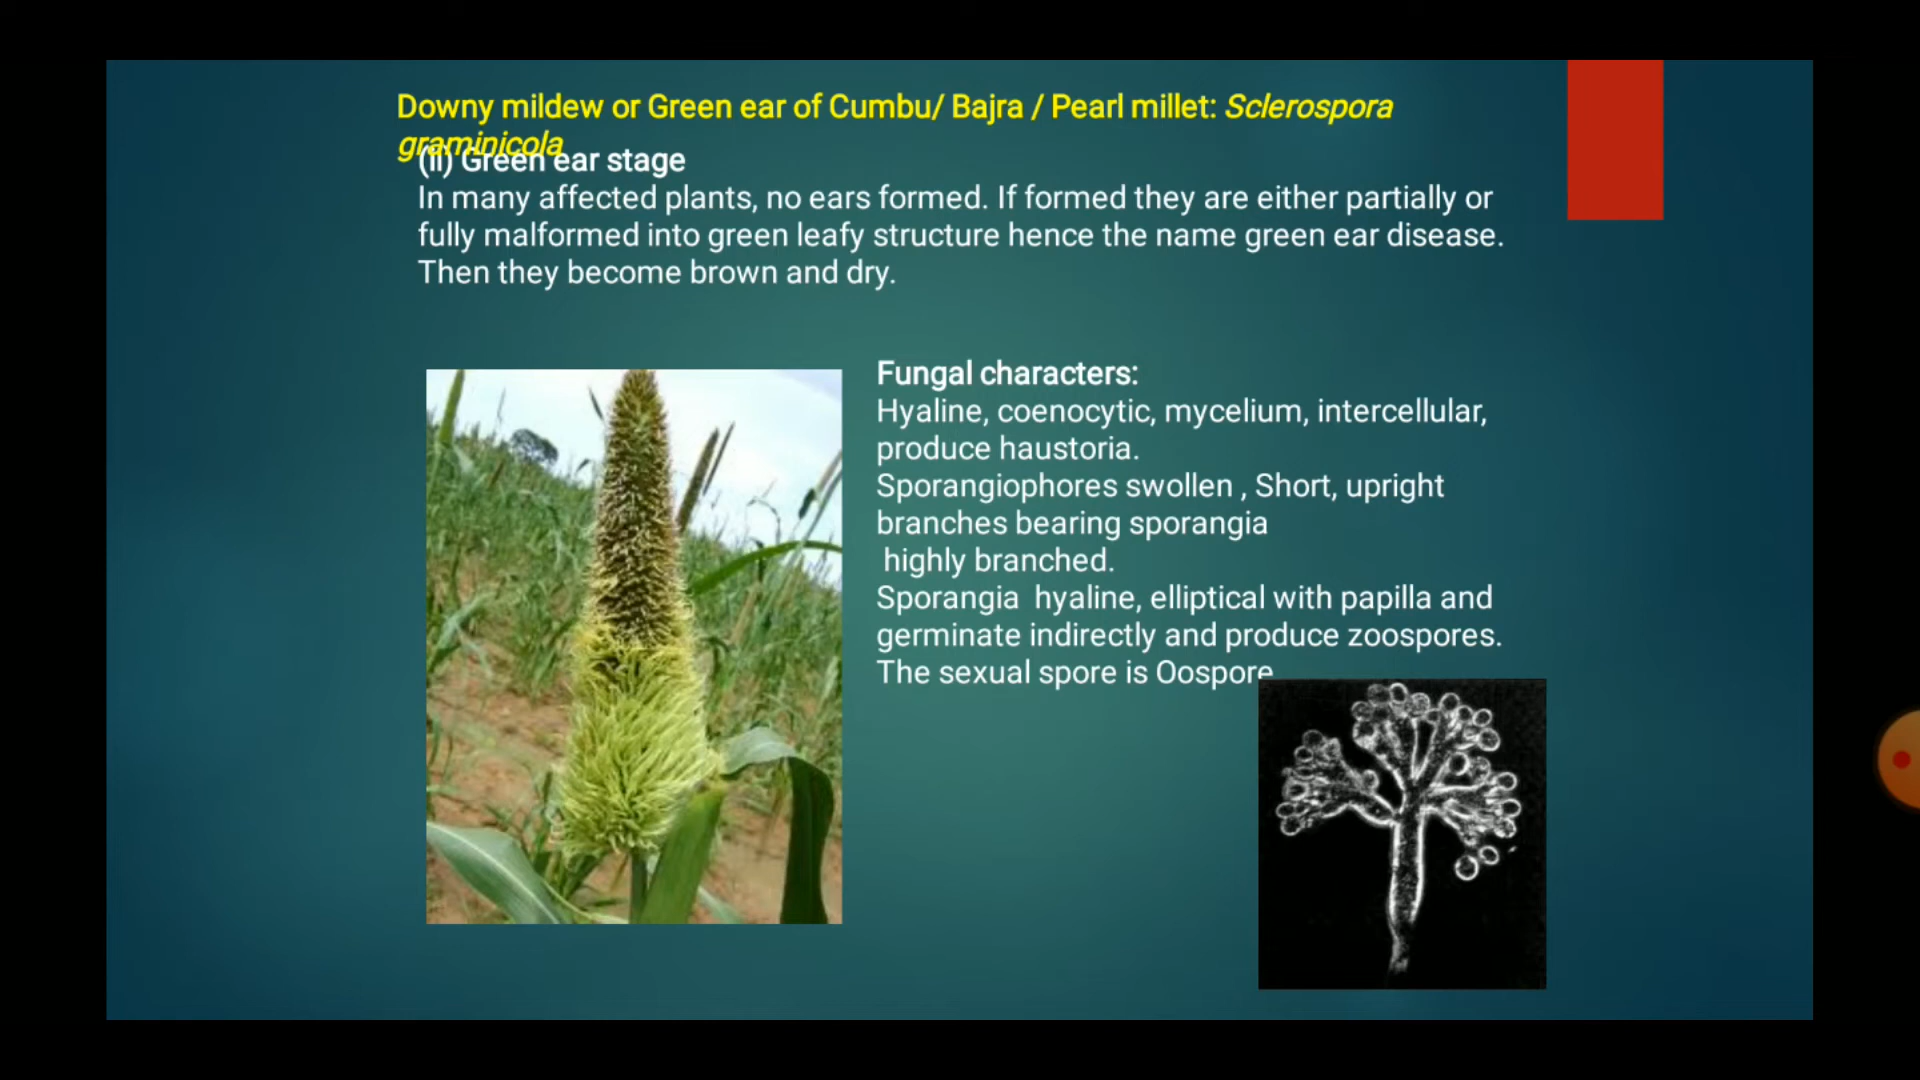 Downy mildew or Green ear of Cumbu/ Bajra / Pearl millet: Sclerospora
graminicola
(ii) Green ear stage
In many affected plants, no ears formed. If formed they are either partially or
fully malformed into green leafy structure hence the name green ear disease.
Then they become brown and dry.
Fungal characters:
Hyaline, coenocytic, mycelium, intercellular,
produce haustoria.
Sporangiophores swollen , Short, upright
branches bearing sporangia
highly branched.
Sporangia hyaline, elliptical with papilla and
germinate indirectly and produce zoospores.
The sexual spore is Oospore